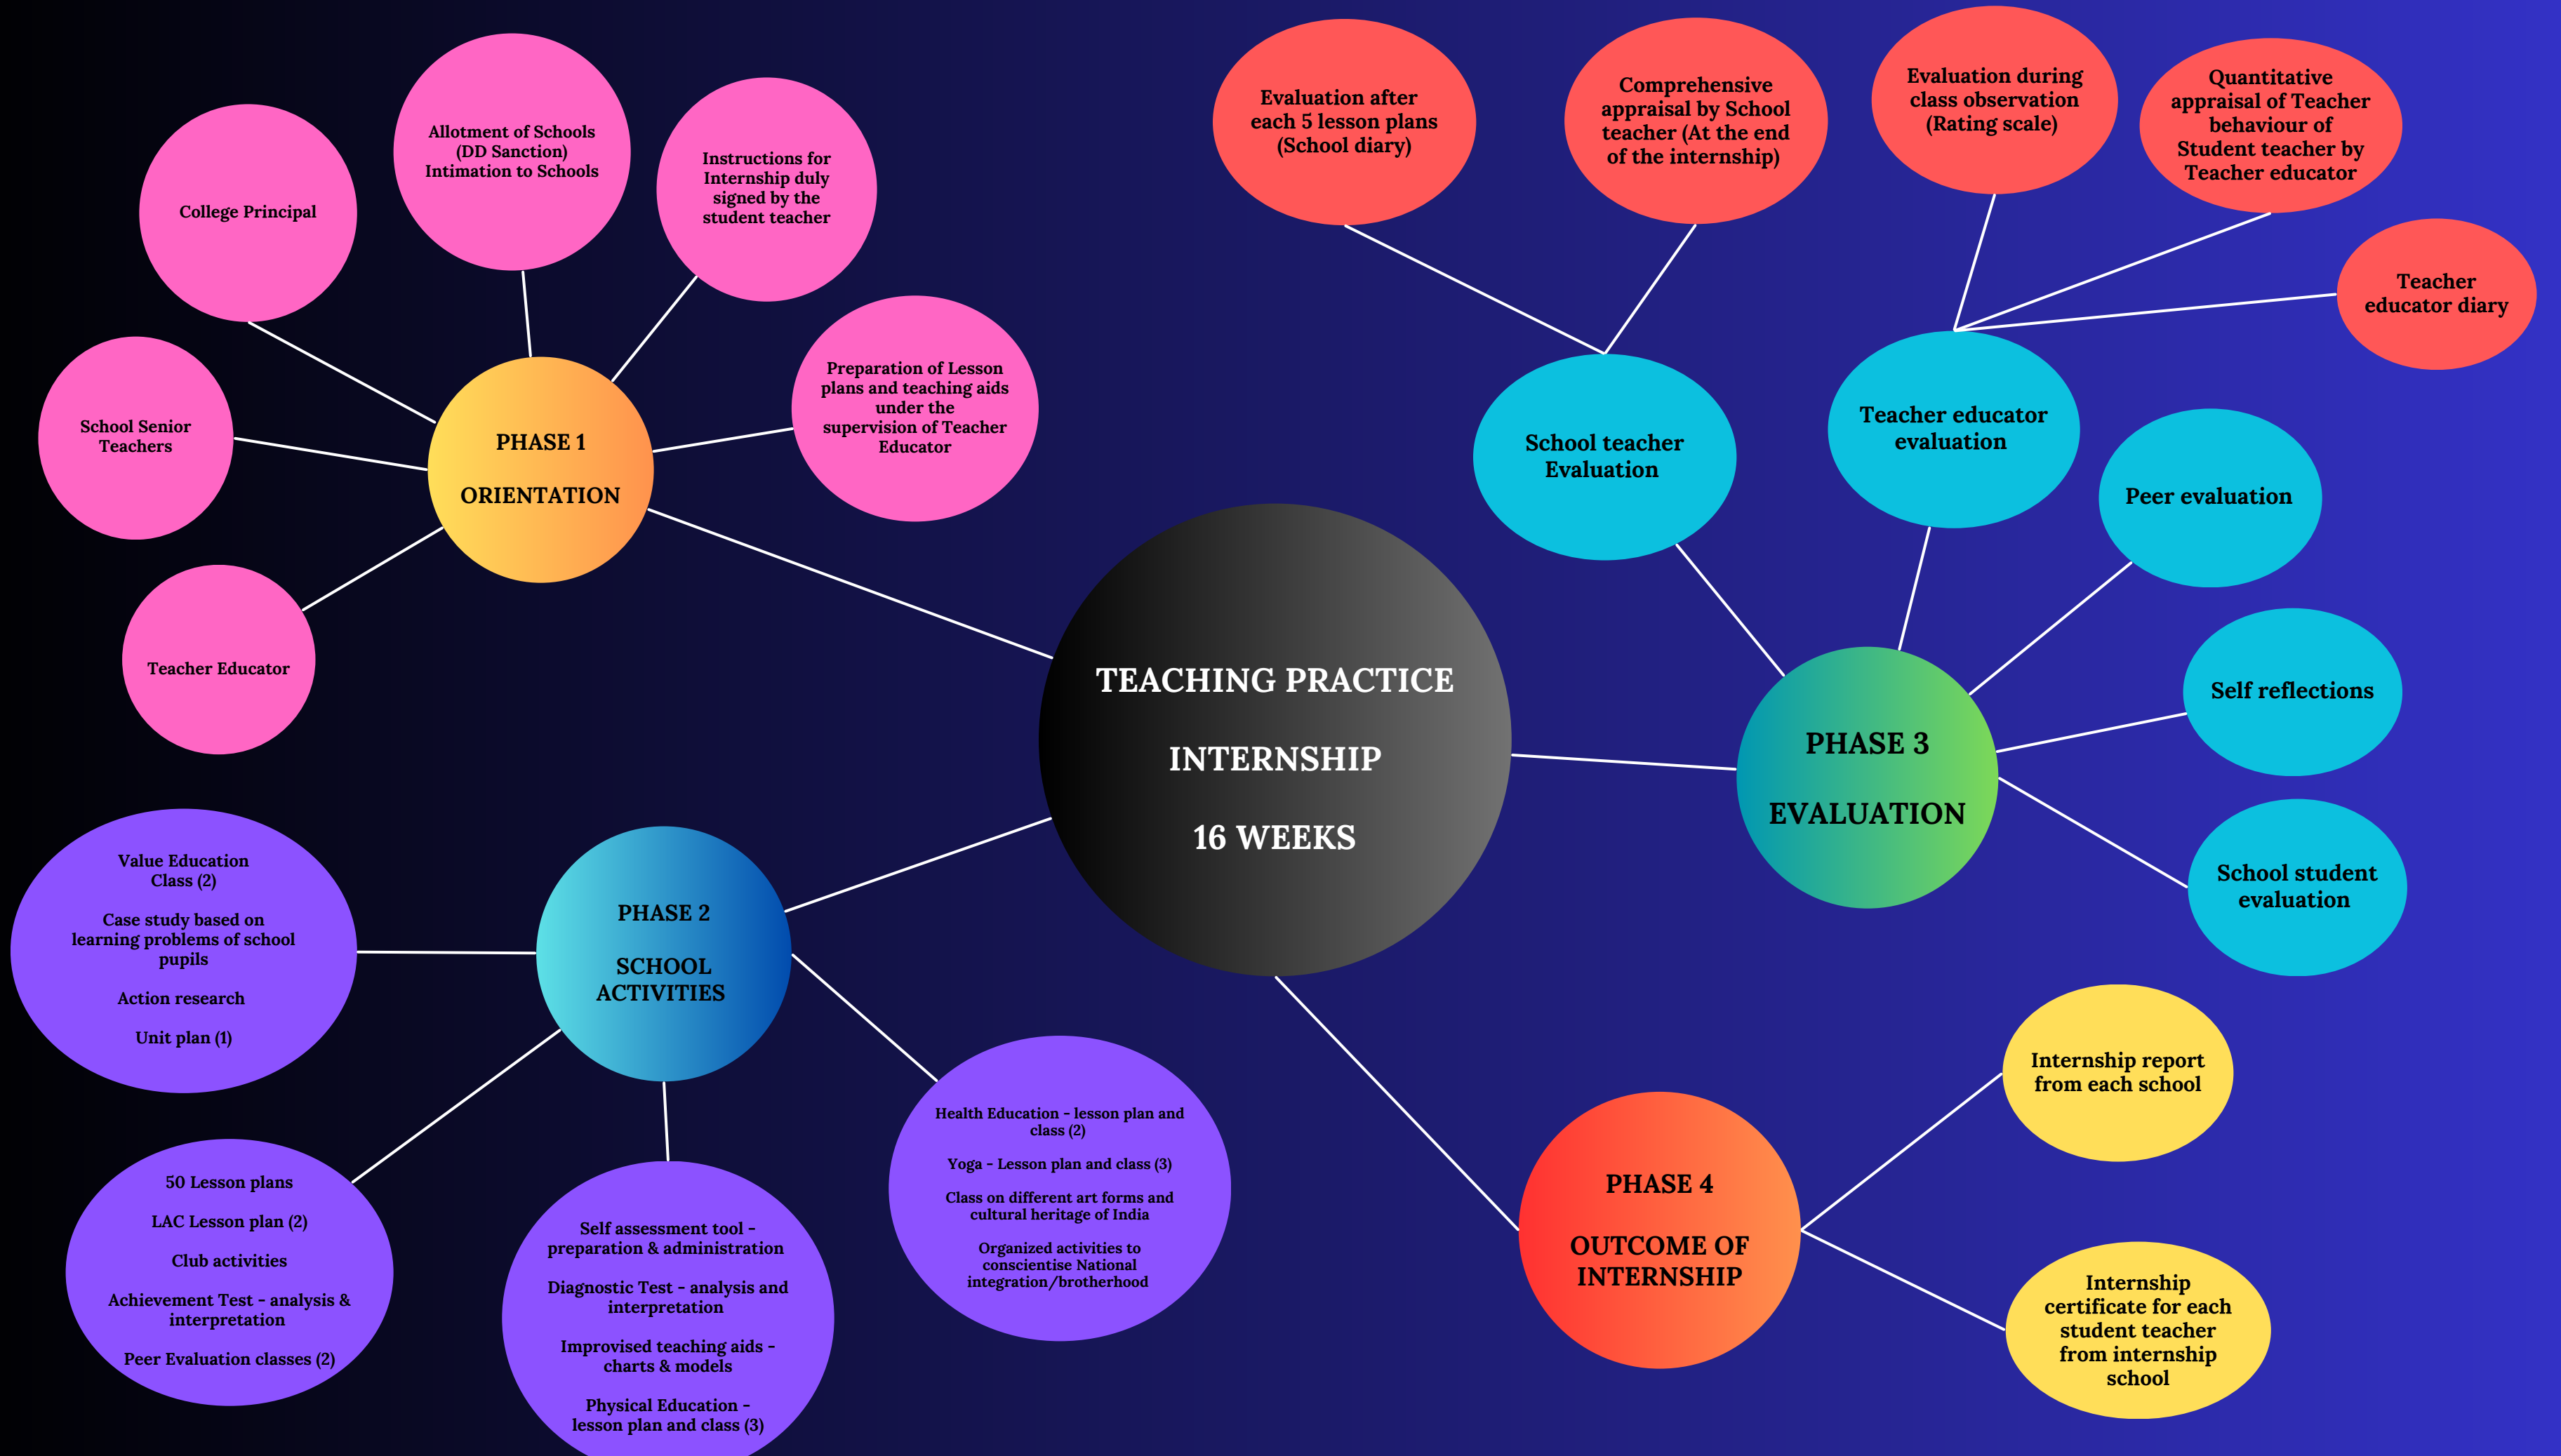 College Principal
Allotment of Schools
(DD Sanction)
Intimation to Schools
Instructions for
Internship duly
signed by the
student teacher
School Senior
Teachers
Preparation of Lesson
plans and teaching aids
under the
supervision of Teacher
Educator
PHASE 1
ORIENTATION
Teacher Educator
Evaluation after
each 5 lesson plans
(School diary)
Comprehensive
appraisal by School
teacher (At the end
of the internship)
Evaluation during
class observation
(Rating scale)
Quantitative
appraisal of Teacher
behaviour of
Student teacher by
Teacher educator
Teacher
educator diary
School teacher
Evaluation
Teacher educator
evaluation
Peer evaluation
Self reflections
School student
evaluation
PHASE 3
EVALUATION
TEACHING PRACTICE
INTERNSHIP
16 WEEKS
PHASE 2
SCHOOL
ACTIVITIES
Value Education
Class (2)
Case study based on
learning problems of school
pupils
Action research
Unit plan (1)
50 Lesson plans
LAC Lesson plan (2)
Club activities
Achievement Test - analysis &
interpretation
Peer Evaluation classes (2)
Self assessment tool -
preparation & administration
Diagnostic Test - analysis and
interpretation
Improvised teaching aids -
charts & models
Physical Education -
lesson plan and class (3)
Health Education - lesson plan and
class (2)
Yoga - Lesson plan and class (3)
Class on different art forms and
cultural heritage of India
Organized activities to
conscientise National
integration/brotherhood
PHASE 4
OUTCOME OF
INTERNSHIP
Internship report
from each school
Internship
certificate for each
student teacher
from internship
school